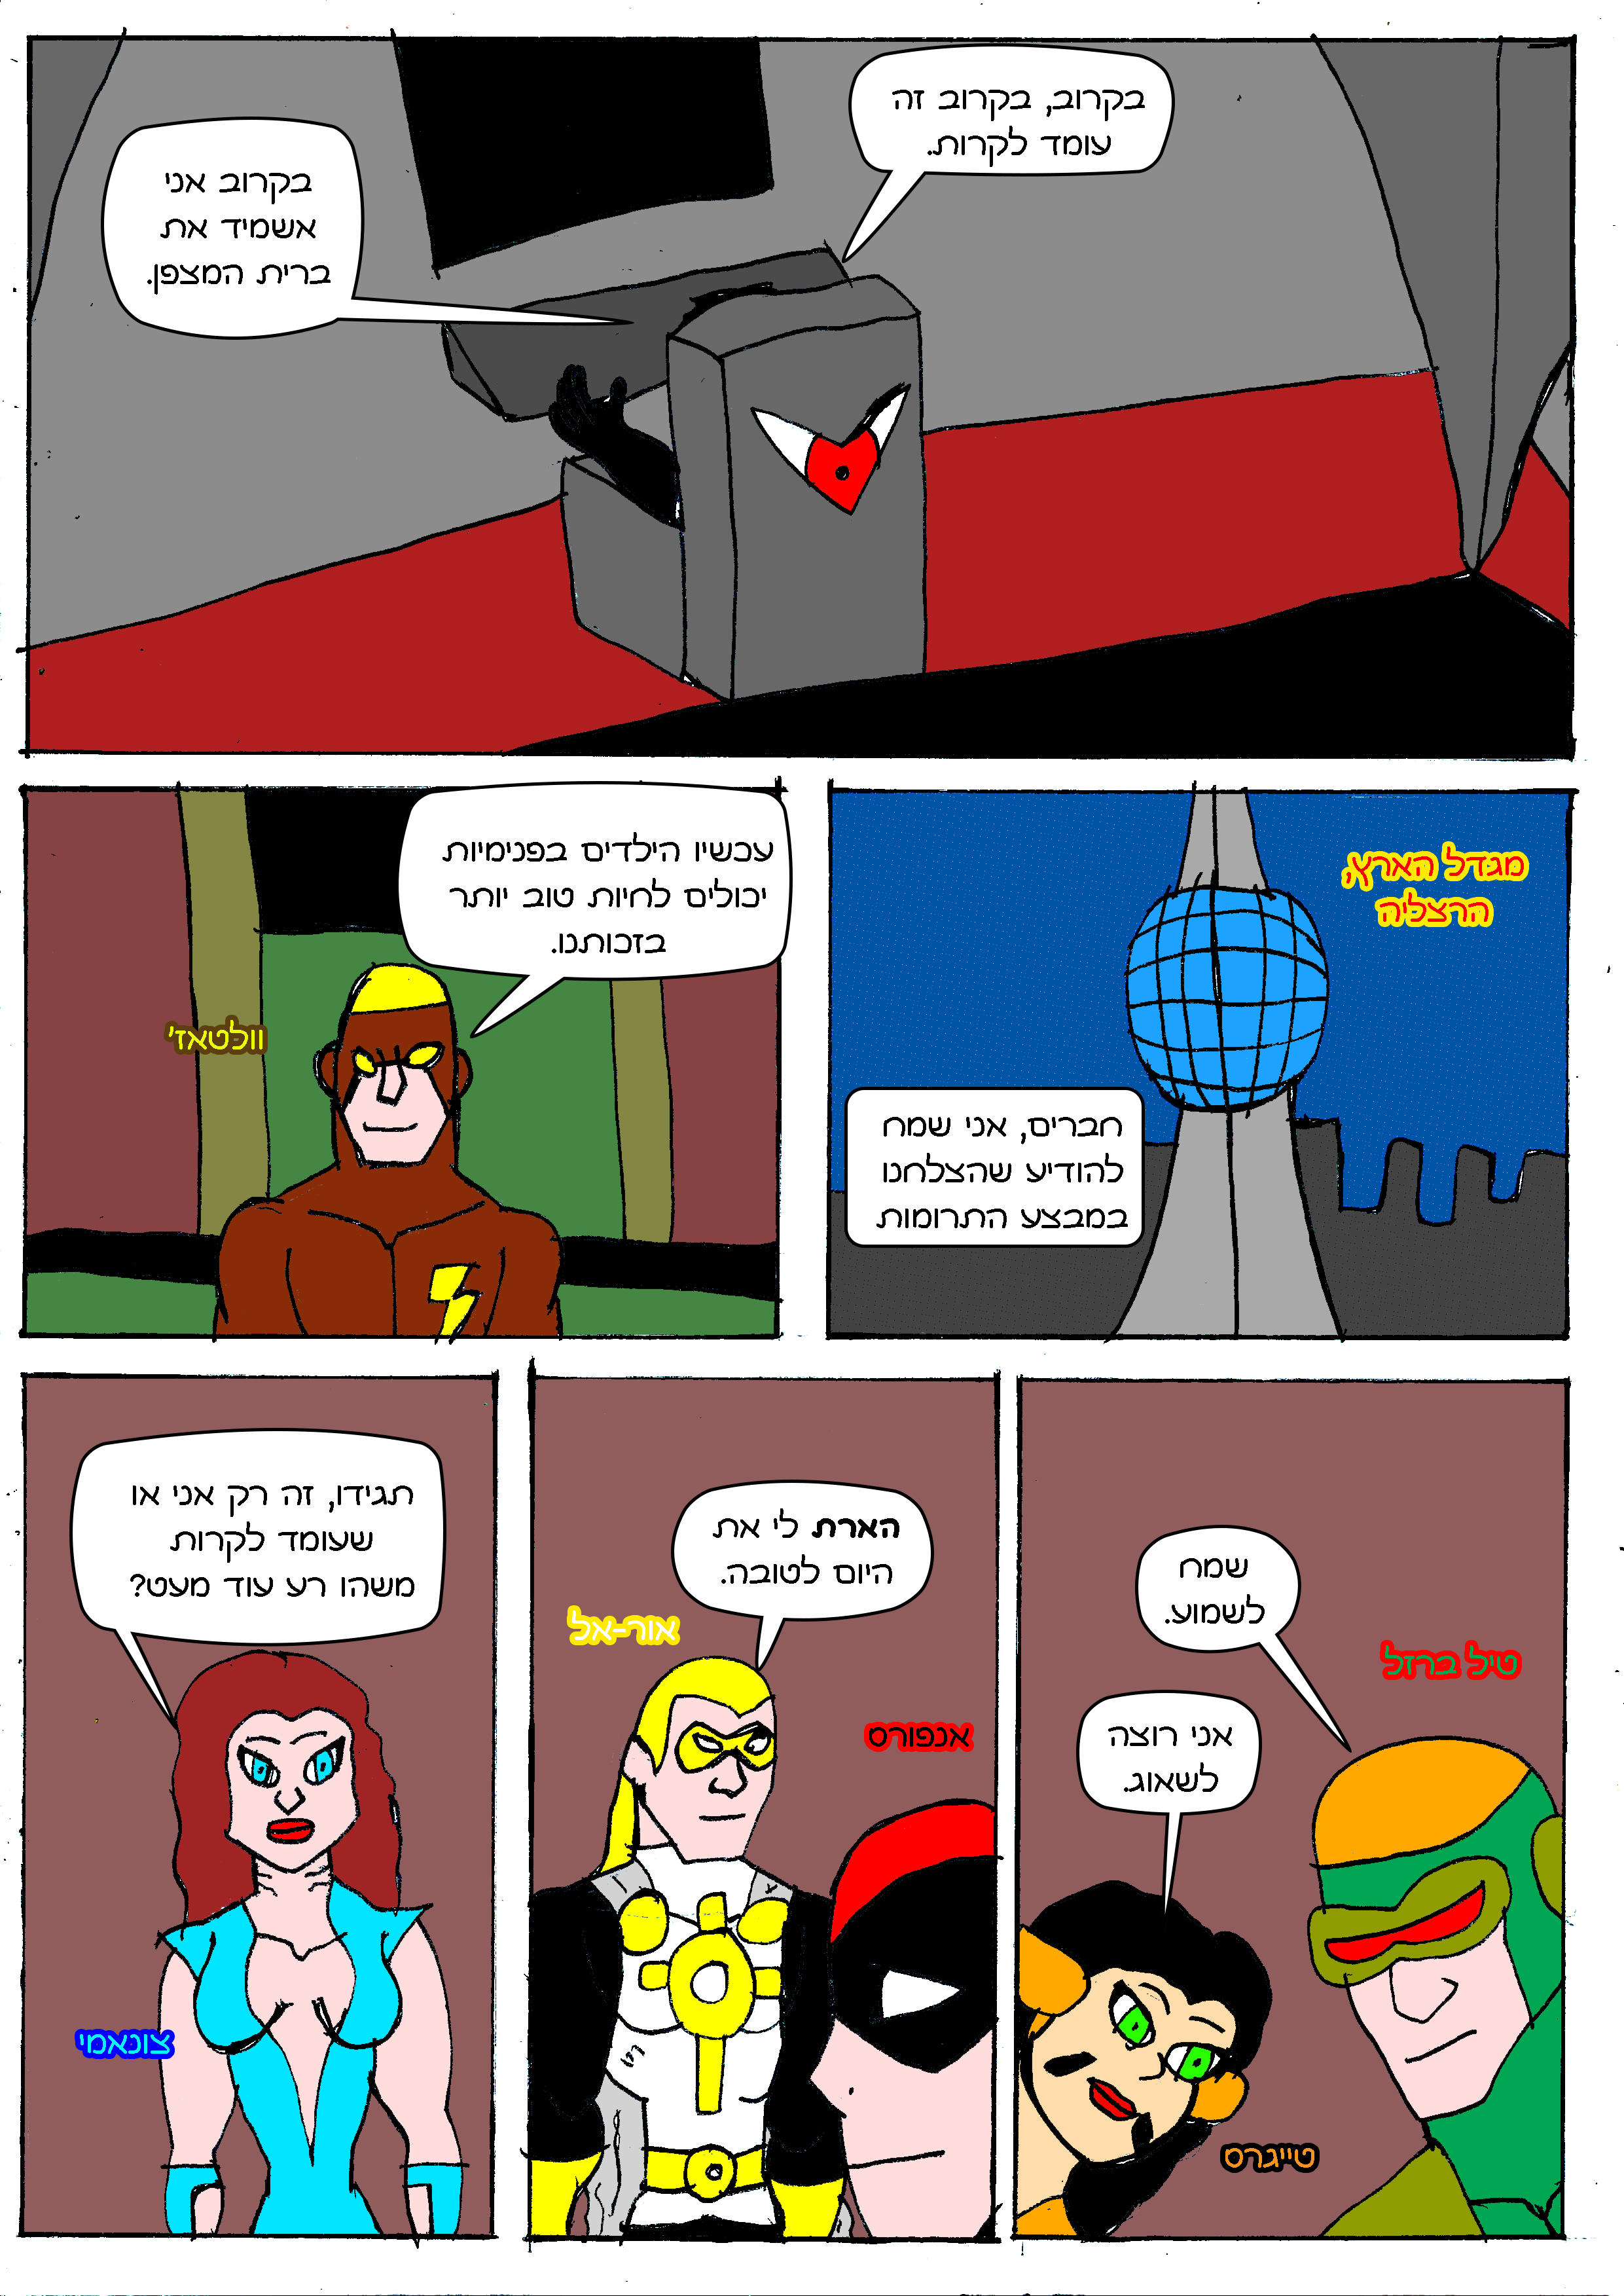 בקרוב, בקרוב זה
עומד לקרות.
בקרוב אני
אשמיד את
ברית המצפן.
מגדל הארץ,
הרצליה
חברים, אני שמח
להודיע שהצלחנו
במבצע התרומות
עכשיו הילדים בפנימיות
יכולים לחיות טוב יותר
בזכותנו.
וולטאז'
שמח
לשמוע.
טיל ברזל
אני רוצה
לשאוג.
טייגרס
הארת לי את
היום לטובה.
אור-אל
אנפורס
תגידו, זה רק אני או
שעומד לקרות
משהו רע עוד מעט?
צונאמי